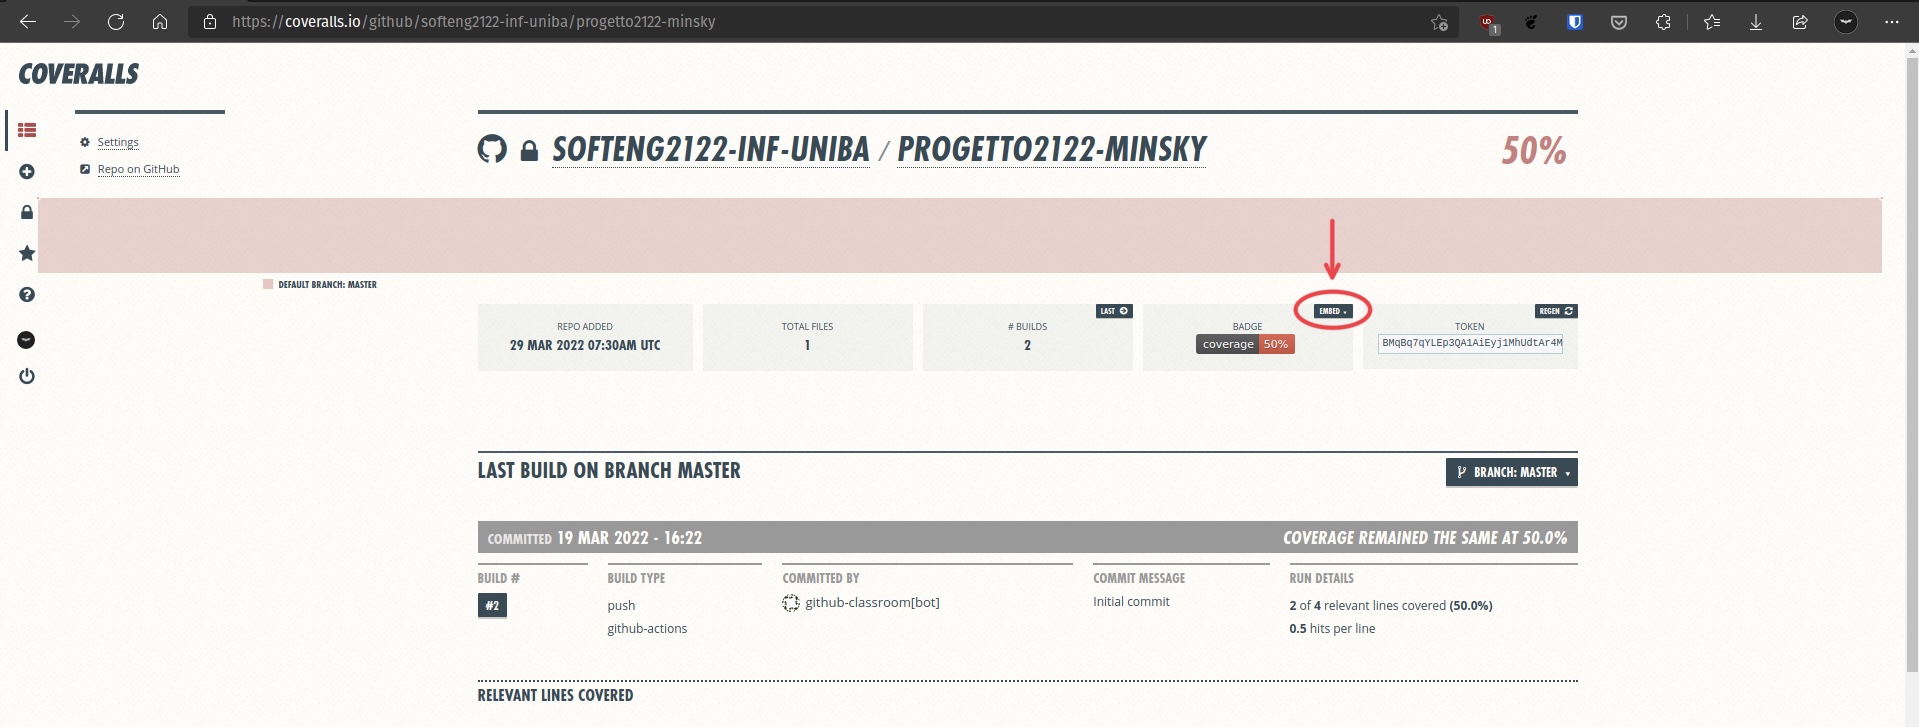 https://coveralls.io/github/softeng2122-inf-uniba/progetto2122-minsky
UD
1
COVERALLS
Settings
Repo on GitHub
SOFTENG2122-INF-UNIBA / PROGETTO2122-MINSKY
50%
DEFAULT BRANCH: MASTER
REPO ADDED
29 MAR 2022 07:30AM UTC
TOTAL FILES
1
LAST
# BUILDS
2
EMBED
BADGE
coverage 50%
REGEN
TOKEN
BMqBq7qYLEp3QA1AiEyj1MhUdtAr4M
LAST BUILD ON BRANCH MASTER
BRANCH: MASTER
COMMITTED 19 MAR 2022 - 16:22
COVERAGE REMAINED THE SAME AT 50.0%
BUILD #
#2
BUILD TYPE
push
github-actions
COMMITTED BY
github-classroom[bot]
COMMIT MESSAGE
Initial commit
RUN DETAILS
2 of 4 relevant lines covered (50.0%)
0.5 hits per line
RELEVANT LINES COVERED